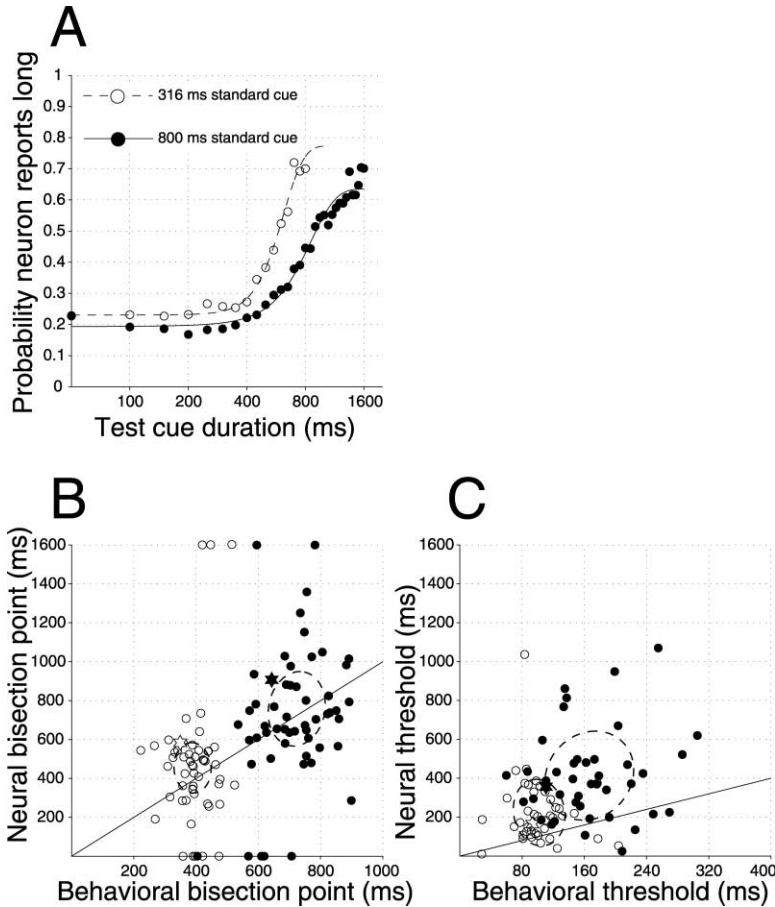 A
Probability neuron reports long
1
0.9
0.8
0.7
0.6
0.5
0.4
0.3
0.2
0.1
0
316 ms standard cue
800 ms standard cue
100 200 400 800 1600
Test cue duration (ms)
B
Neural bisection point (ms)
1600
1400
1200
1000
800
600
400
200
200 400 600 800 1000
Behavioral bisection point (ms)
C
Neural threshold (ms)
1600
1400
1200
1000
800
600
400
200
80 160 240 320 400
Behavioral threshold (ms)